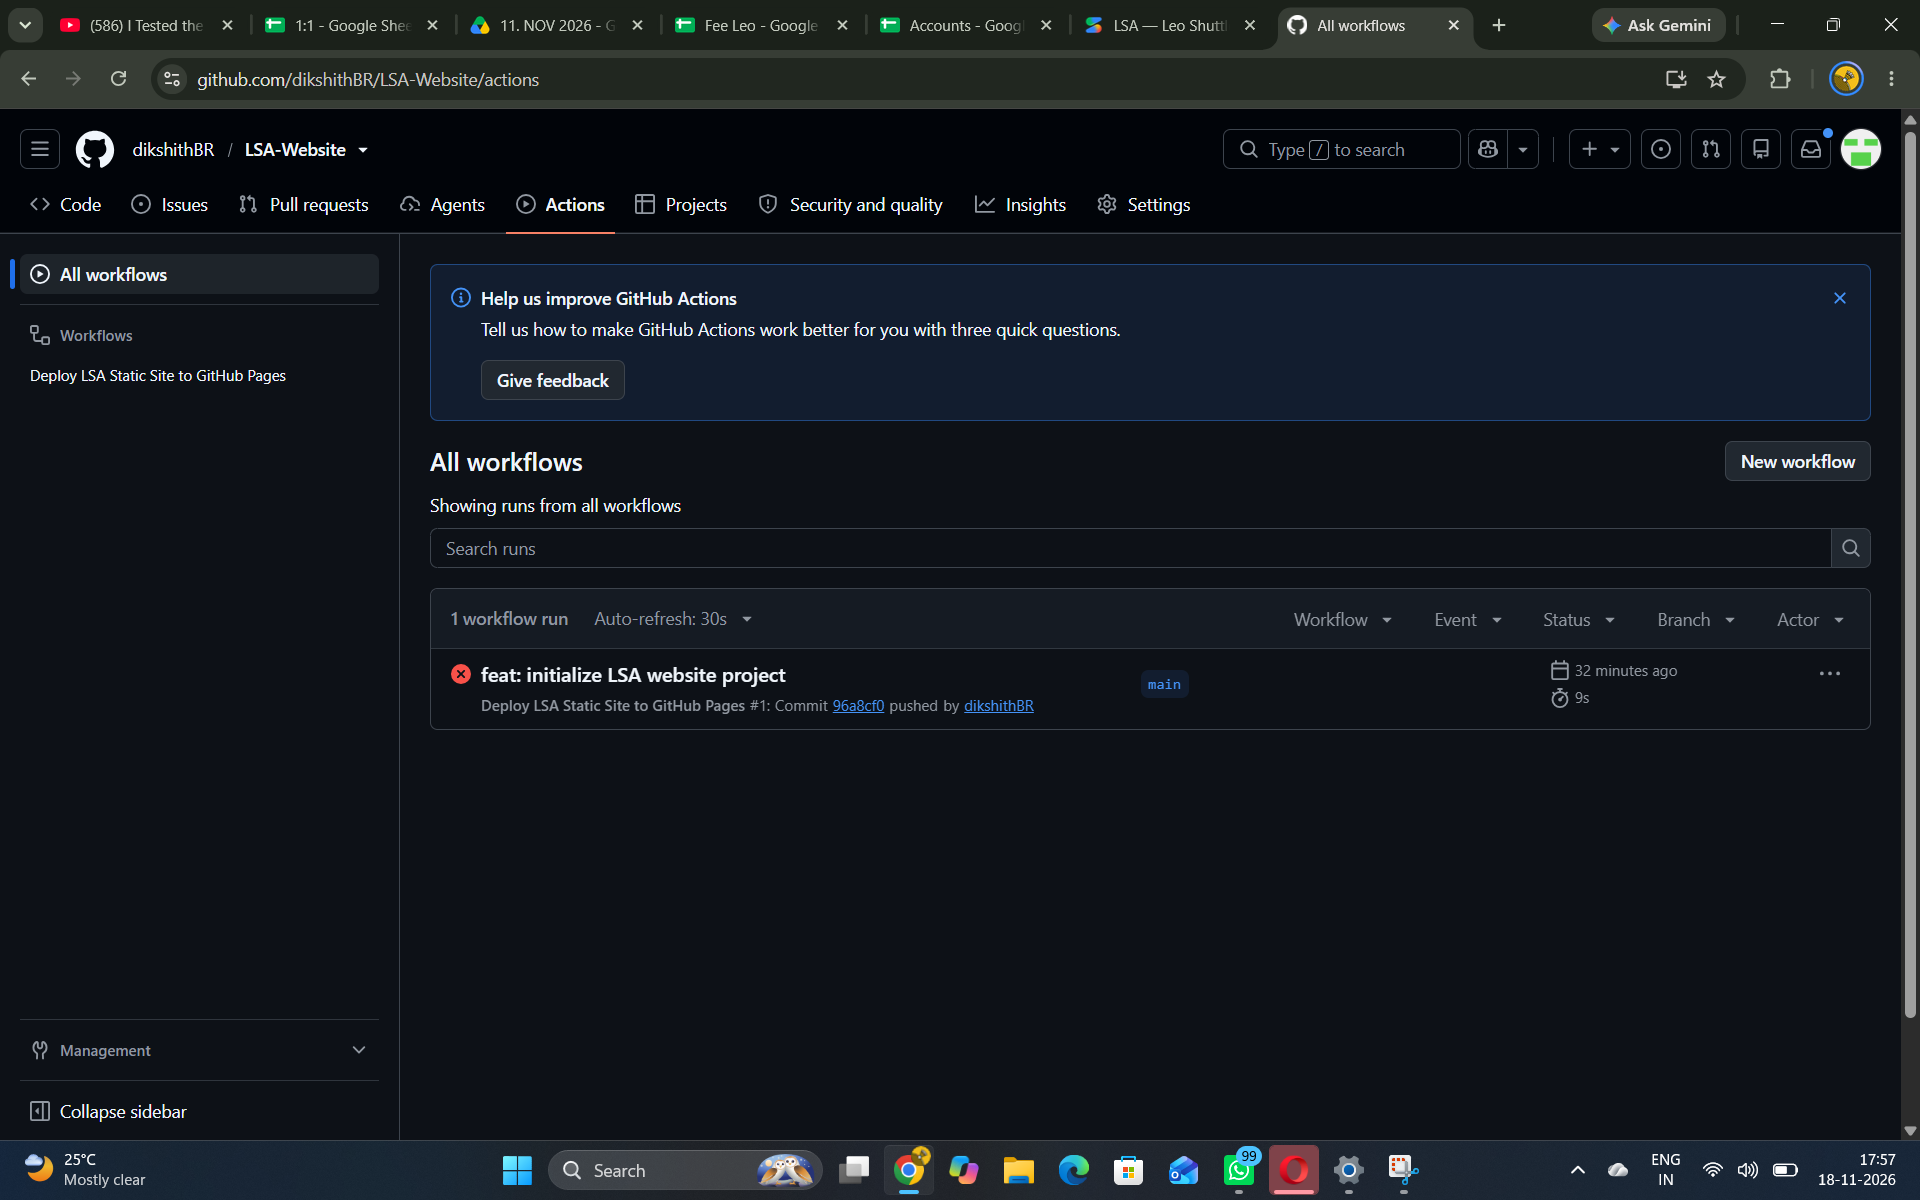 (586) I Tested the
1:1 - Google Shee
11. NOV 2026 - G
Fee Leo - Google
Accounts - Googl
LSA — Leo Shuttl
All workflows
Ask Gemini
github.com/dikshithBR/LSA-Website/actions
dikshithBR / LSA-Website
Type / to search
Code
Issues
Pull requests
Agents
Actions
Projects
Security and quality
Insights
Settings
All workflows
Workflows
Deploy LSA Static Site to GitHub Pages
Help us improve GitHub Actions
Tell us how to make GitHub Actions work better for you with three quick questions.
Give feedback
All workflows
New workflow
Showing runs from all workflows
Search runs
1 workflow run
Auto-refresh: 30s
Workflow
Event
Status
Branch
Actor
feat: initialize LSA website project
main
32 minutes ago
Deploy LSA Static Site to GitHub Pages #1: Commit 96a8cf0 pushed by dikshithBR
9s
Management
Collapse sidebar
25°C
Mostly clear
Search
99
ENG
IN
17:57
18-11-2026